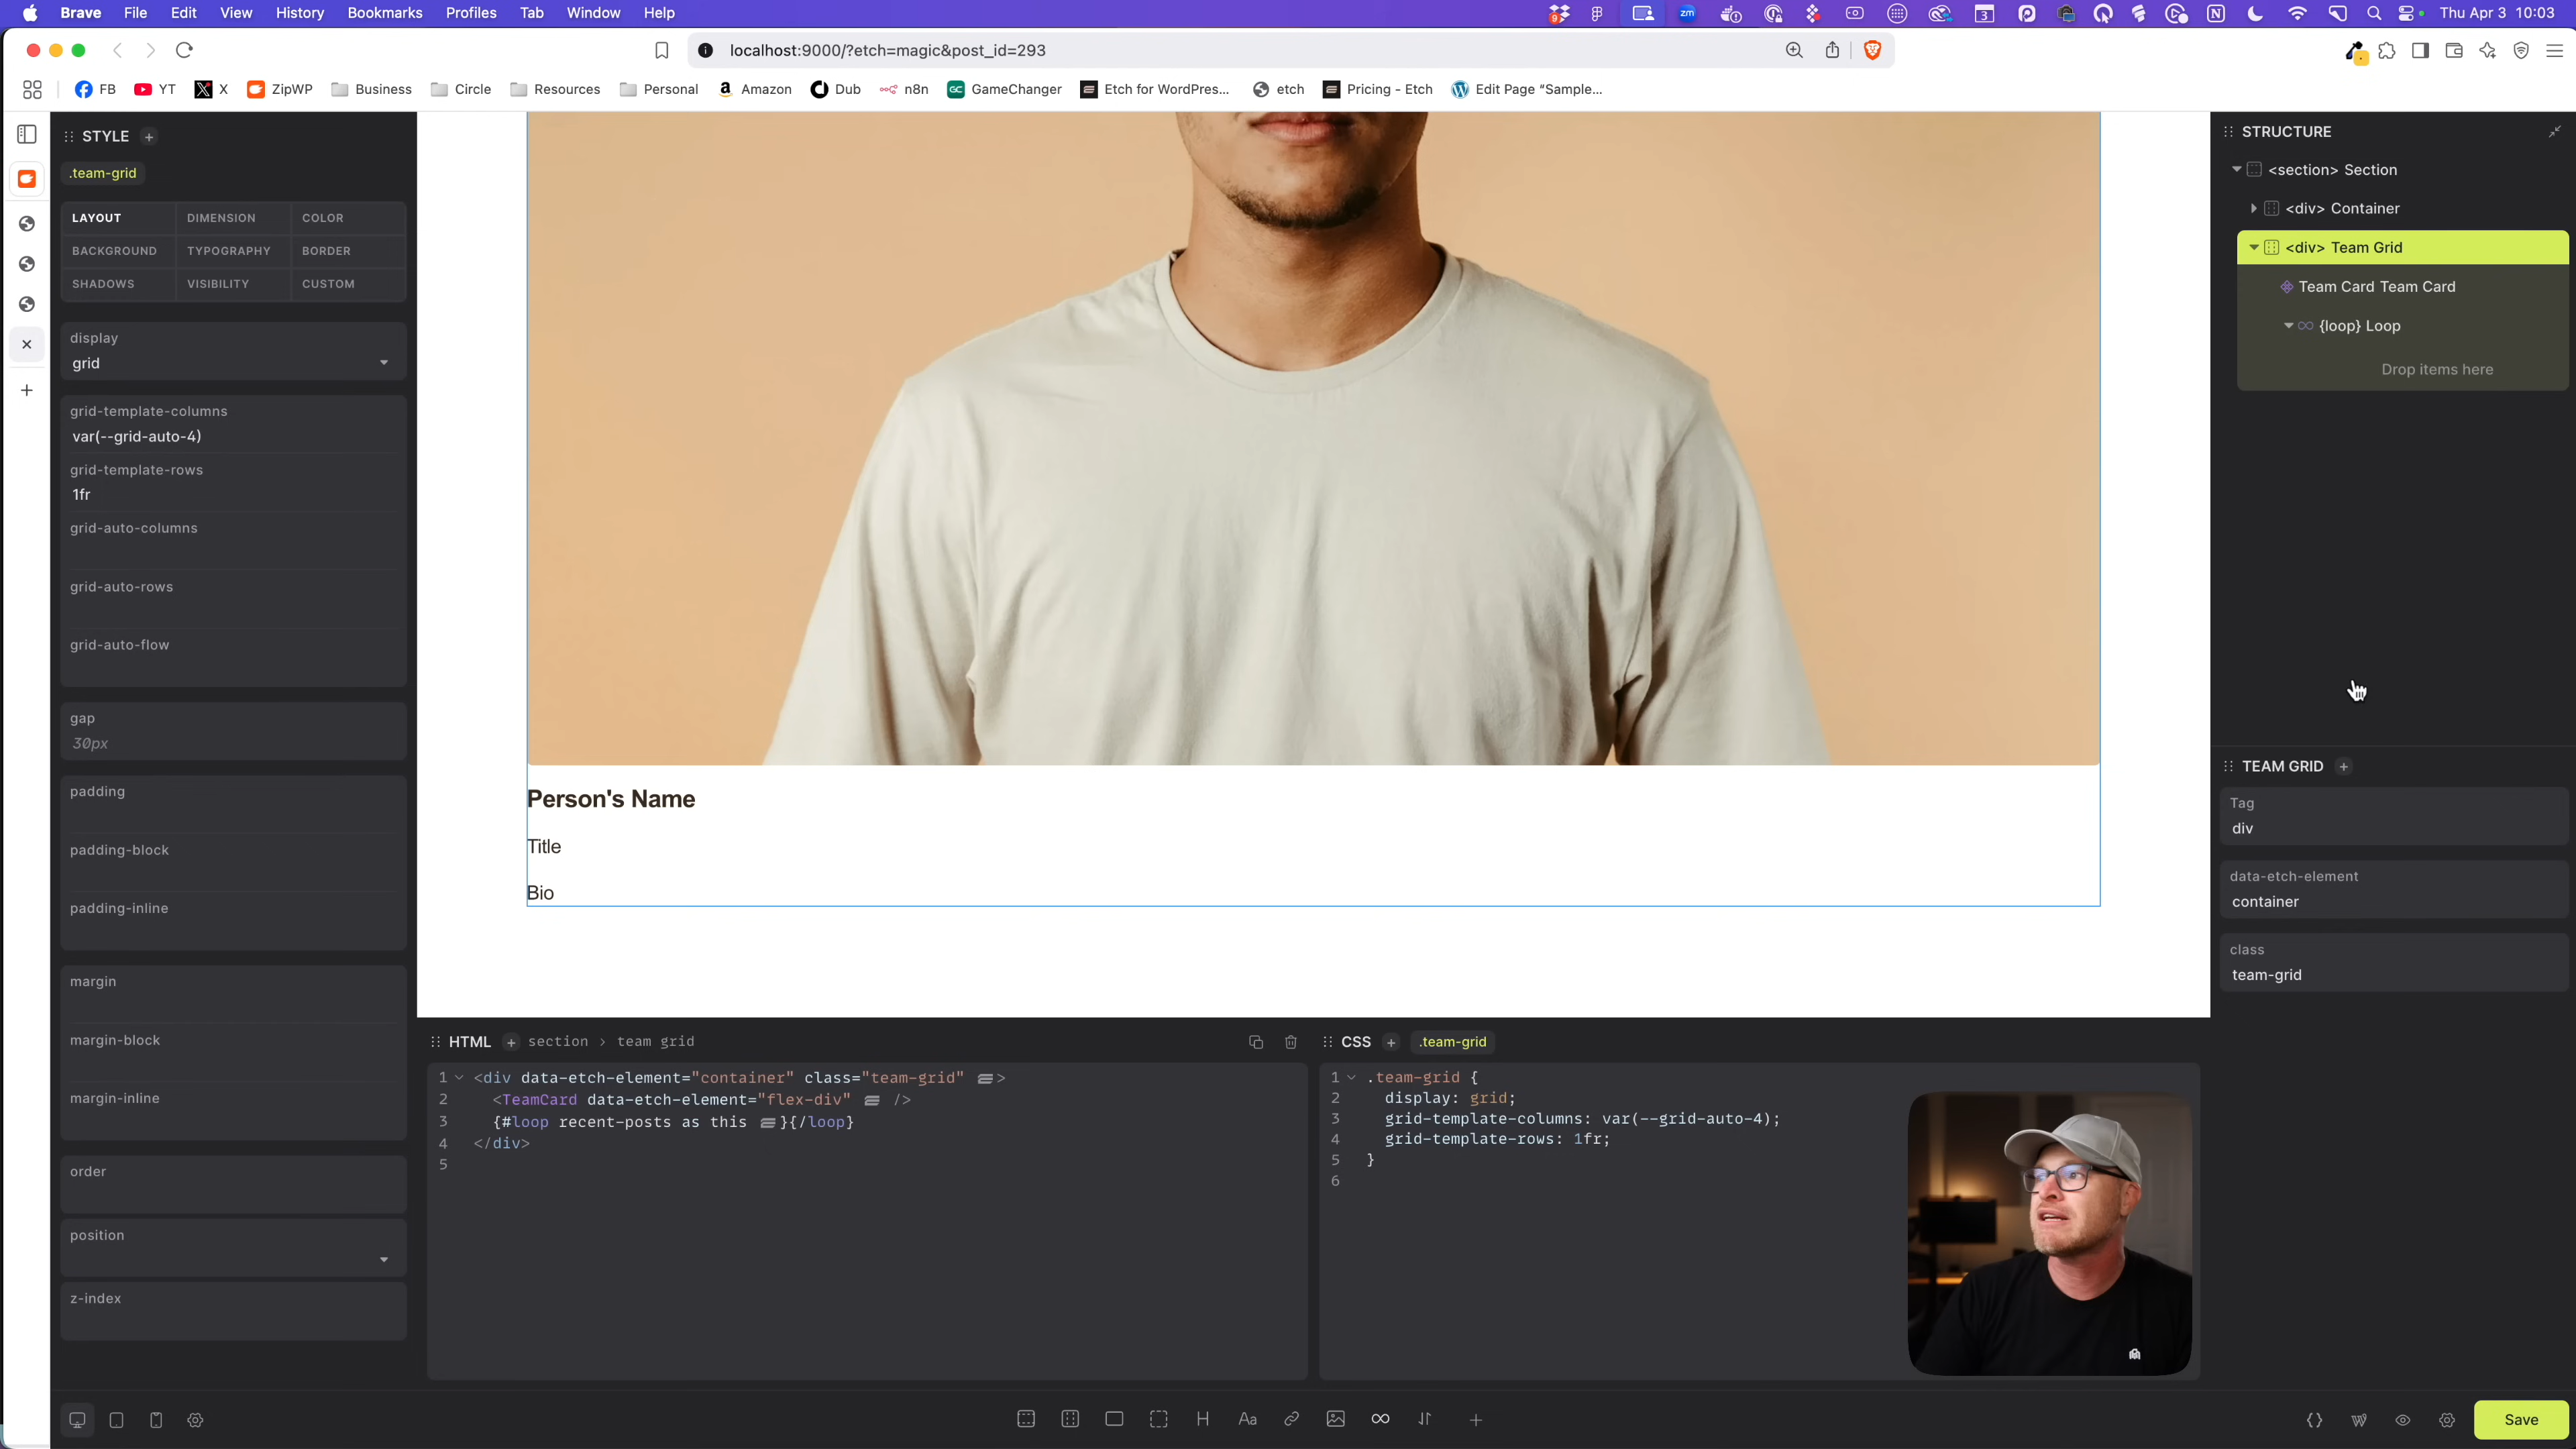 Brave File Edit View History Bookmarks Profiles Tab Window Help
9 zm 3 Thu Apr 3 10:03
localhost:9000/?etch=magic&post_id=293
FB YT X ZipWP Business Circle Resources Personal Amazon Dub n8n GameChanger Etch for WordPres... etch Pricing - Etch Edit Page “Sample...
STYLE +
.team-grid
LAYOUT DIMENSION COLOR
BACKGROUND TYPOGRAPHY BORDER
SHADOWS VISIBILITY CUSTOM
display
grid
grid-template-columns
var(--grid-auto-4)
grid-template-rows
1fr
grid-auto-columns
grid-auto-rows
grid-auto-flow
gap
30px
padding
padding-block
padding-inline
margin
margin-block
margin-inline
order
position
z-index
Person's Name
Title
Bio
HTML + section > team grid
1 <div data-etch-element="container" class="team-grid" >
2 <TeamCard data-etch-element="flex-div" />
3 {#loop recent-posts as this }{/loop}
4 </div>
5
CSS + .team-grid
1 .team-grid {
2 display: grid;
3 grid-template-columns: var(--grid-auto-4);
4 grid-template-rows: 1fr;
5 }
6
STRUCTURE
<section> Section
<div> Container
<div> Team Grid
Team Card Team Card
{loop} Loop
Drop items here
TEAM GRID +
Tag
div
data-etch-element
container
class
team-grid
H Aa
Save